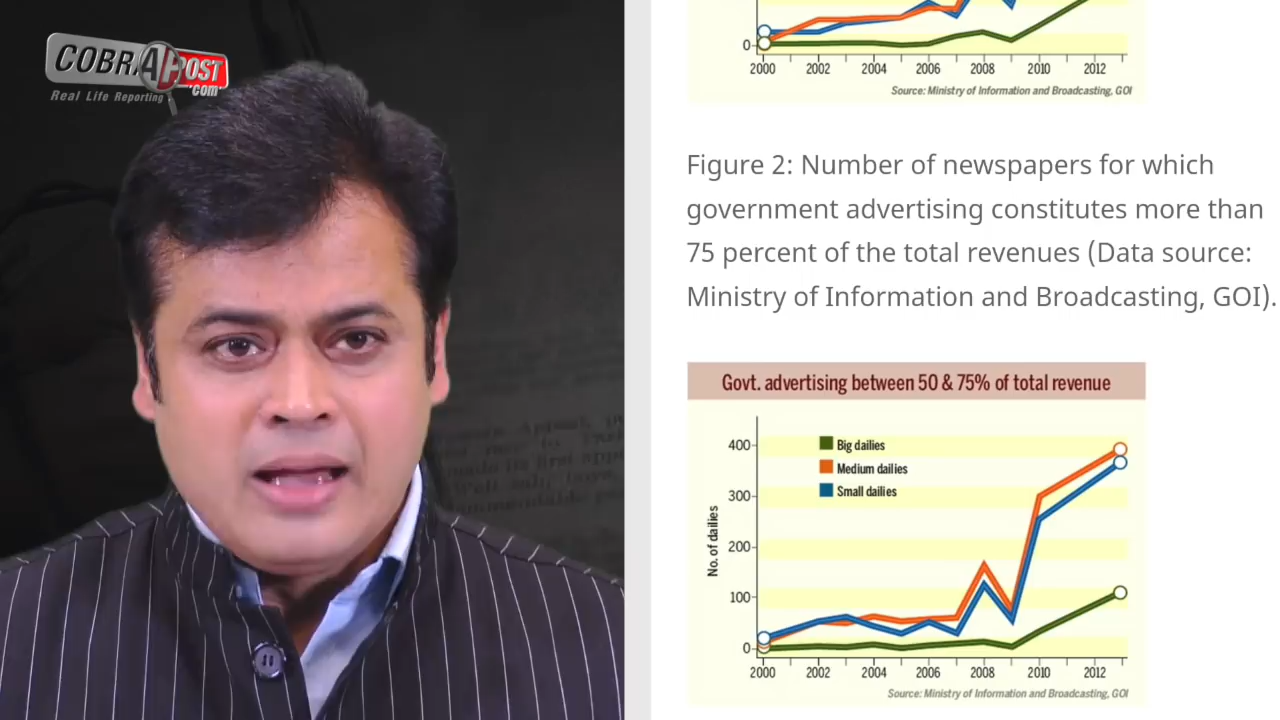 COBRAPOST
.com
Real Life Reporting
0
2000 2002 2004 2006 2008 2010 2012
Source: Ministry of Information and Broadcasting, GOI
Figure 2: Number of newspapers for which
government advertising constitutes more than
75 percent of the total revenues (Data source:
Ministry of Information and Broadcasting, GOI).
Govt. advertising between 50 & 75% of total revenue
400
300
200
100
0
No. of dailies
Big dailies
Medium dailies
Small dailies
2000 2002 2004 2006 2008 2010 2012
Source: Ministry of Information and Broadcasting, GOI